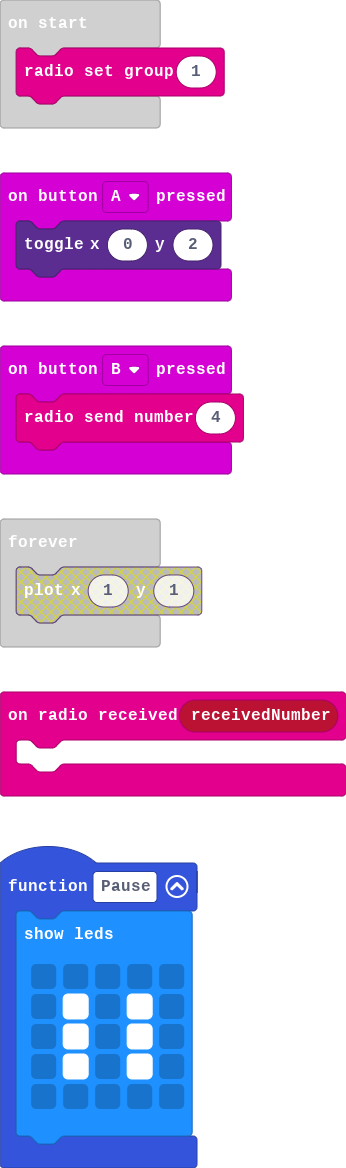 on start
radio set group 1
on button A pressed
toggle x 0 y 2
on button B pressed
radio send number 4
forever
plot x 1 y 1
on radio received receivedNumber
function Pause
show leds